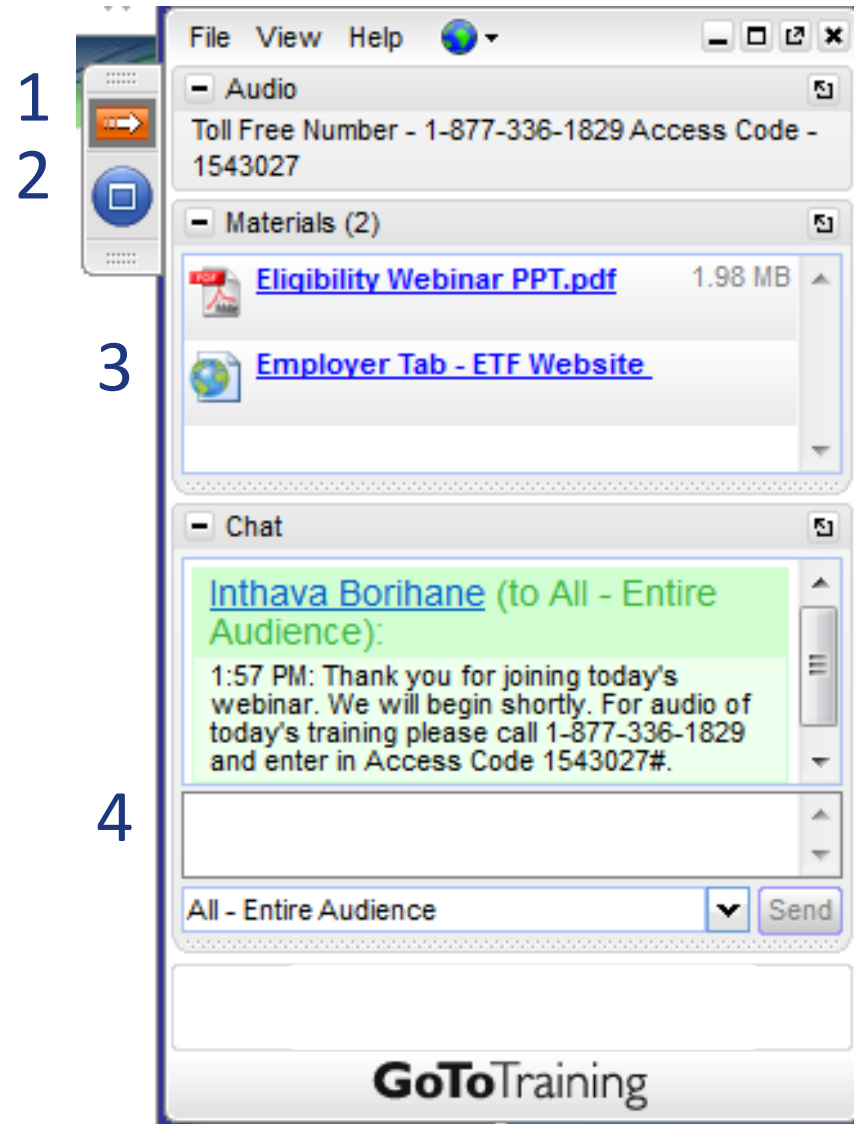 File View Help
1
Audio
Toll Free Number - 1-877-336-1829 Access Code -
1543027
2
Materials (2)
Eligibility Webinar PPT.pdf 1.98 MB
3
Employer Tab - ETF Website
Chat
Inthava Borihane (to All - Entire
Audience):
1:57 PM: Thank you for joining today's
webinar. We will begin shortly. For audio of
today's training please call 1-877-336-1829
and enter in Access Code 1543027#.
4
All - Entire Audience Send
GoToTraining